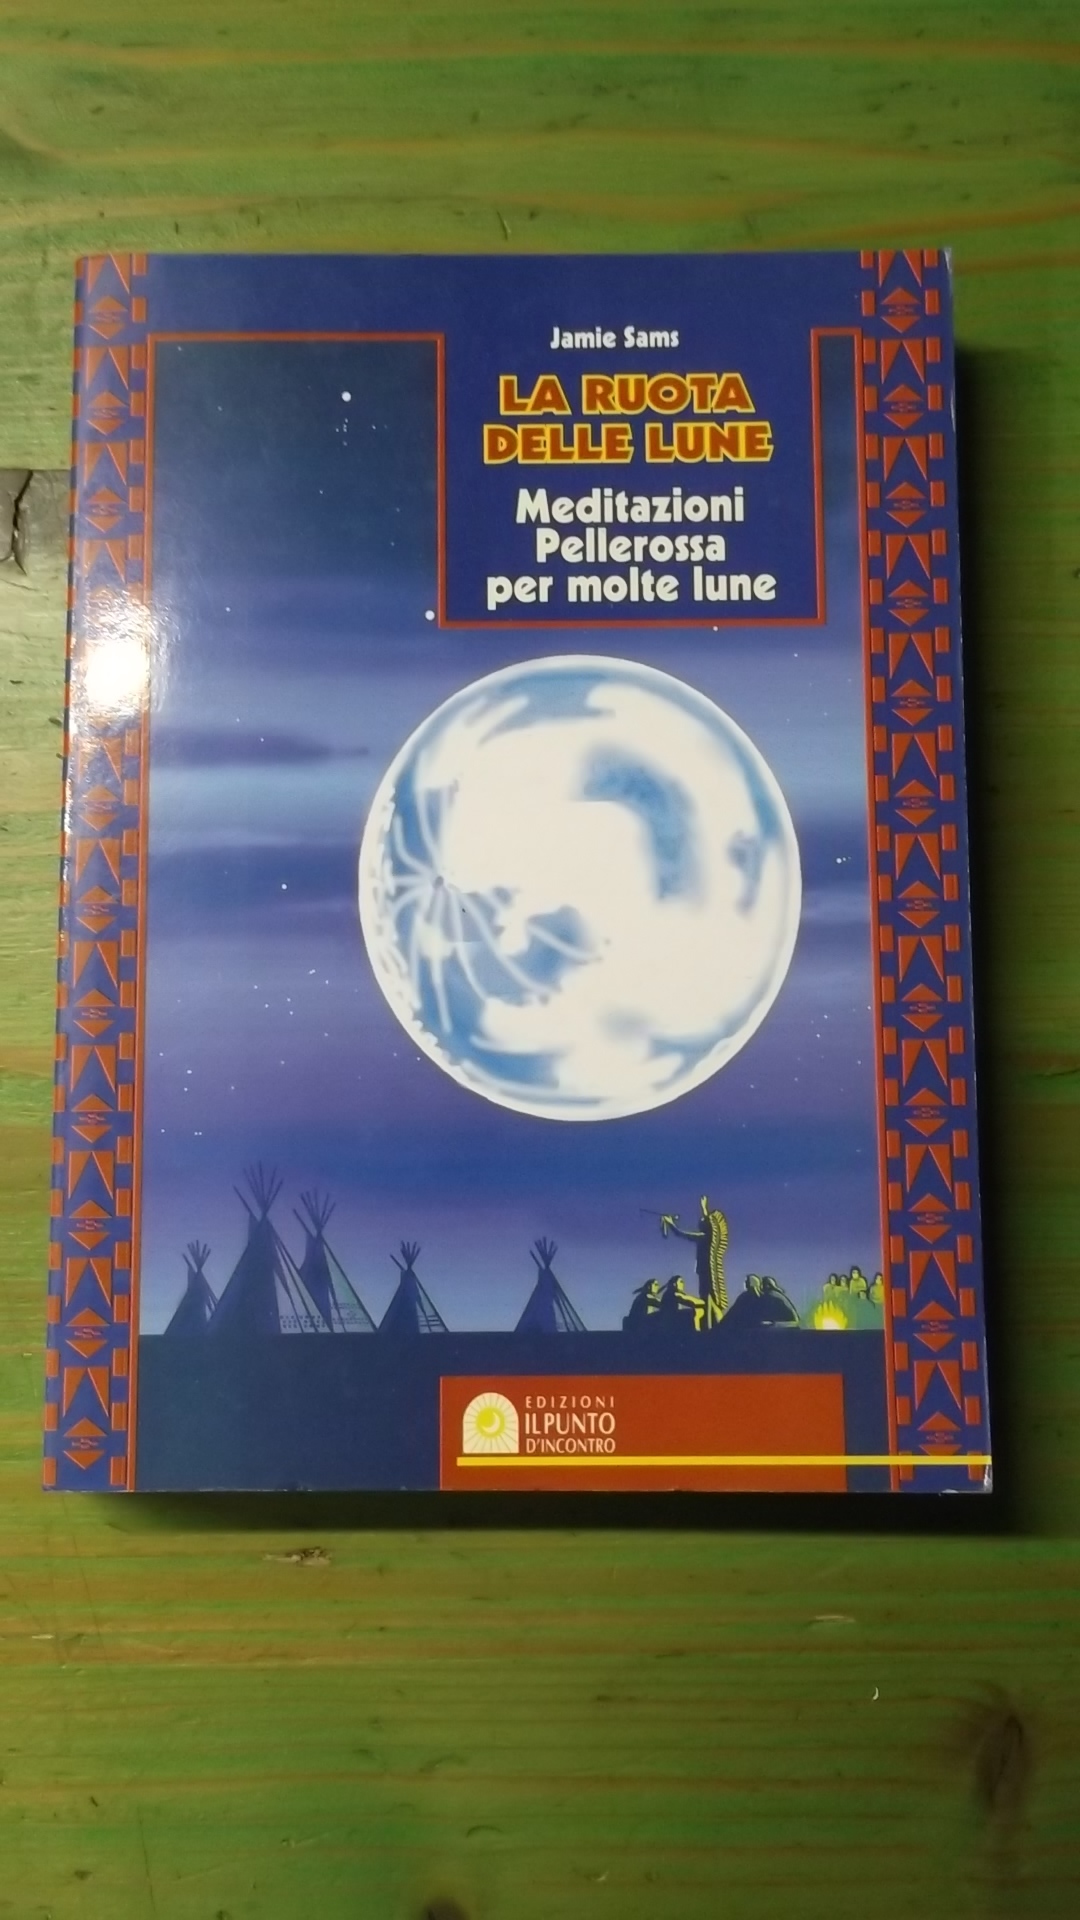 Jamie Sams
LA RUOTA
DELLE LUNE
Meditazioni
Pellerossa
per molte lune
EDIZIONI
IL PUNTO
D'INCONTRO